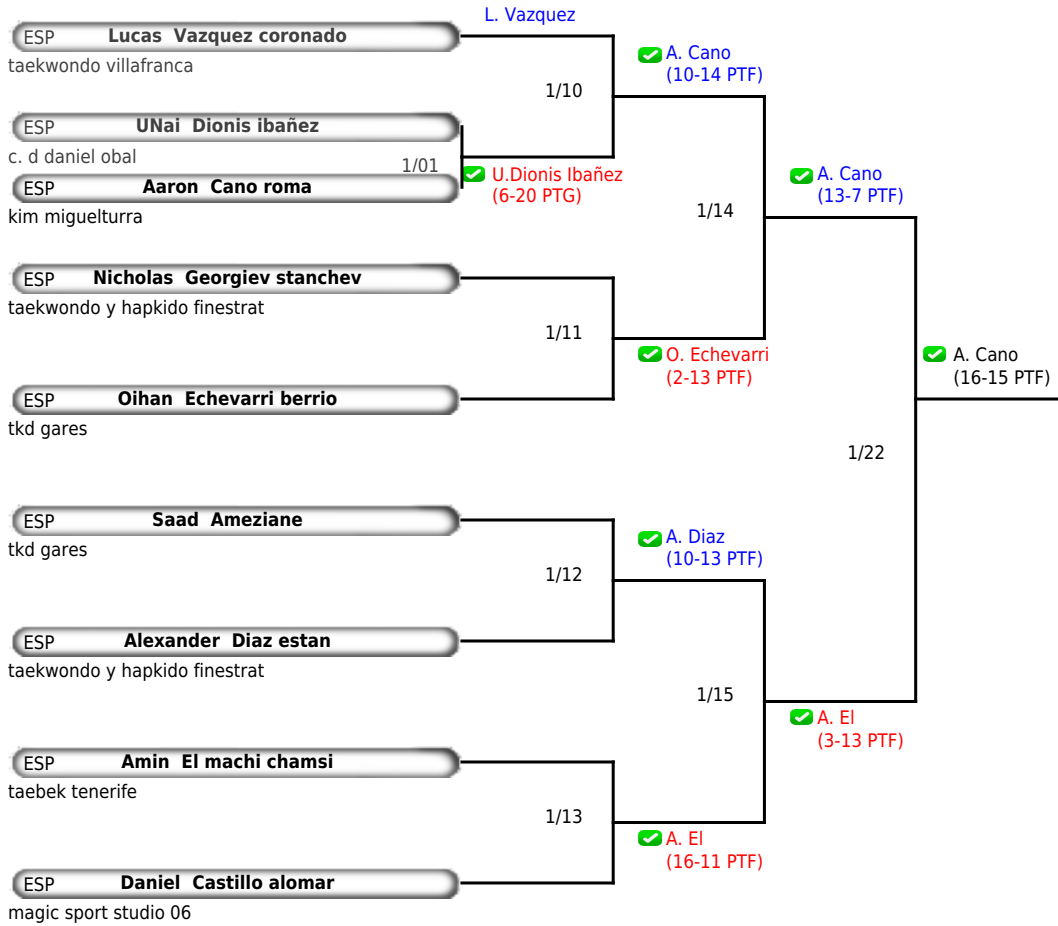 L. Vazquez
ESP Lucas Vazquez coronado
taekwondo villafranca
A. Cano
(10-14 PTF)
1/10
ESP UNai Dionis ibañez
c. d daniel obal
1/01
U.Dionis Ibañez
(6-20 PTG)
ESP Aaron Cano roma
kim miguelturra
A. Cano
(13-7 PTF)
1/14
ESP Nicholas Georgiev stanchev
taekwondo y hapkido finestrat
1/11
O. Echevarri
(2-13 PTF)
A. Cano
(16-15 PTF)
ESP Oihan Echevarri berrio
tkd gares
1/22
ESP Saad Ameziane
tkd gares
A. Diaz
(10-13 PTF)
1/12
ESP Alexander Diaz estan
taekwondo y hapkido finestrat
1/15
A. El
(3-13 PTF)
ESP Amin El machi chamsi
taebek tenerife
1/13
A. El
(16-11 PTF)
ESP Daniel Castillo alomar
magic sport studio 06